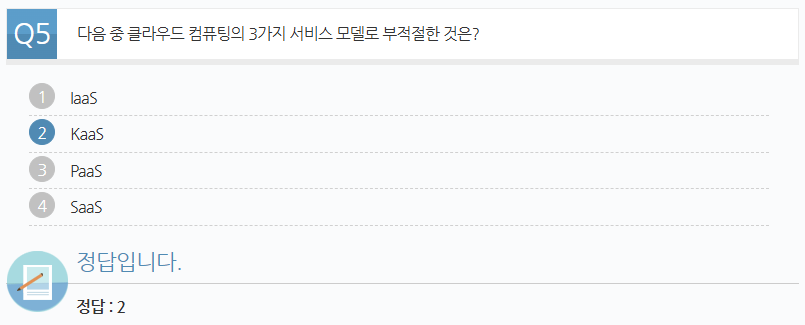 Q5 다음 중 클라우드 컴퓨팅의 3가지 서비스 모델로 부적절한 것은?
1 IaaS
2 KaaS
3 PaaS
4 SaaS
정답입니다.
정답 : 2